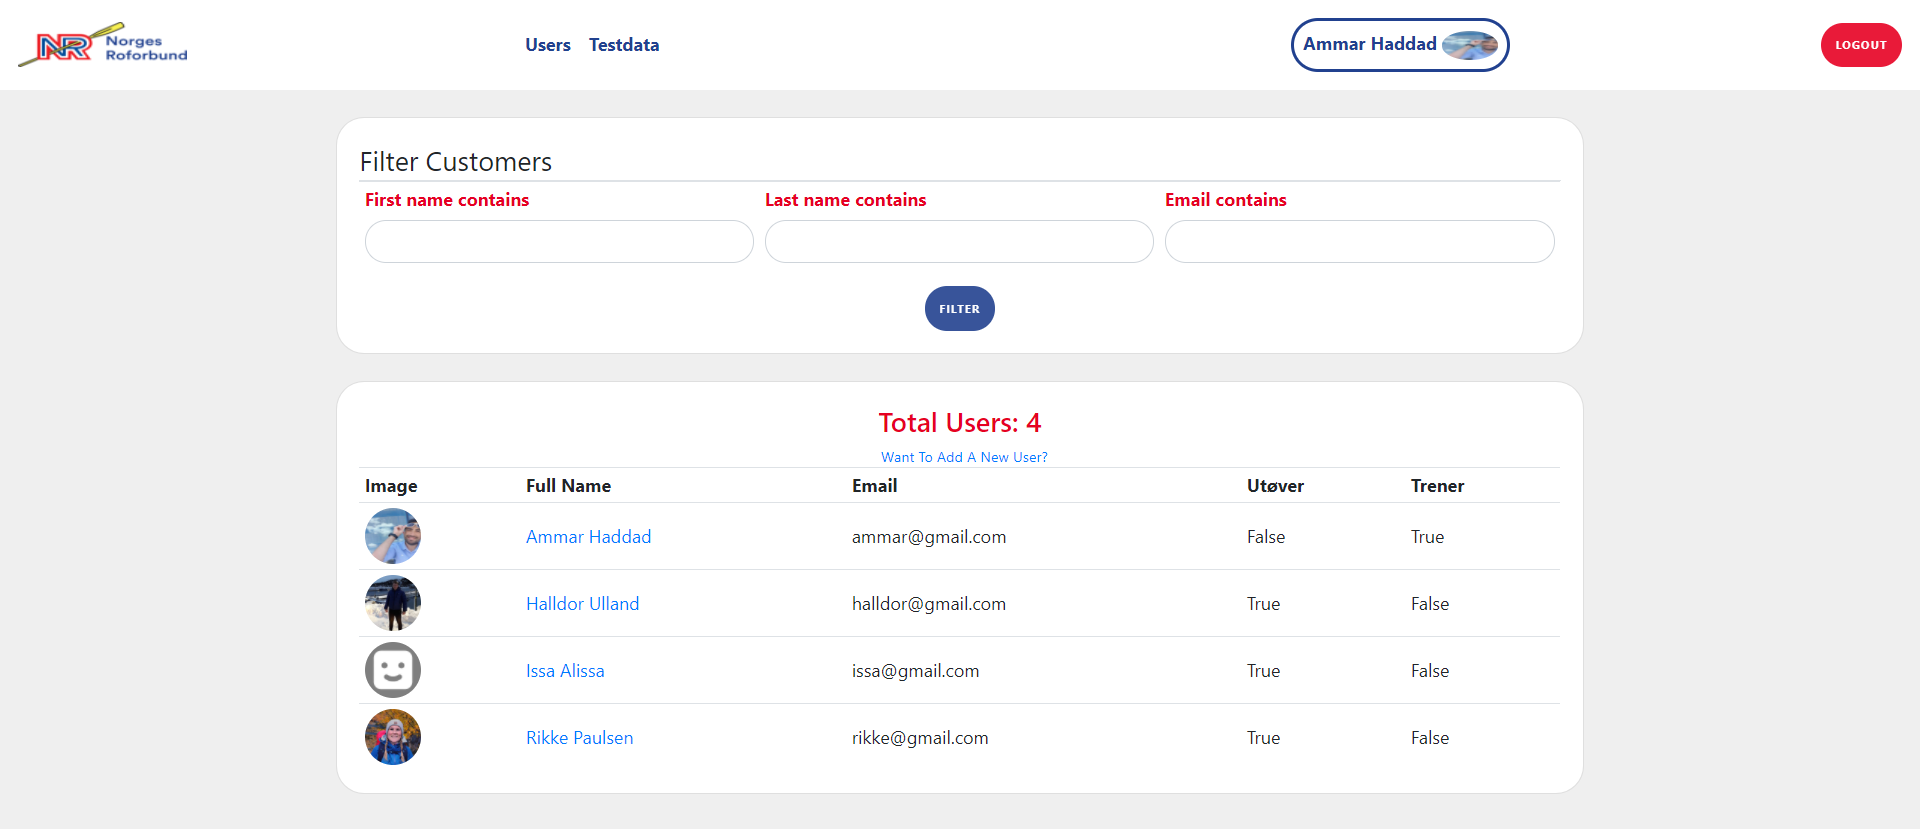 NR Norges Roforbund
Users Testdata
Ammar Haddad
LOGOUT
Filter Customers
First name contains Last name contains Email contains
FILTER
Total Users: 4
Want To Add A New User?
Image Full Name Email Utøver Trener
Ammar Haddad ammar@gmail.com False True
Halldor Ulland halldor@gmail.com True False
Issa Alissa issa@gmail.com True False
Rikke Paulsen rikke@gmail.com True False